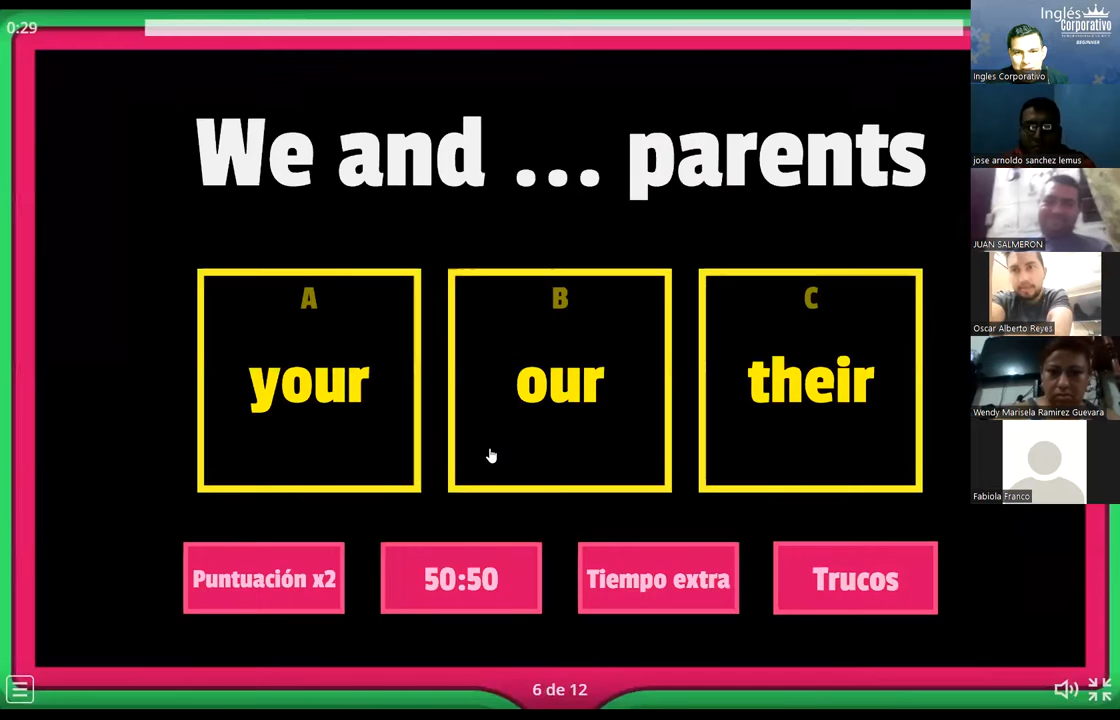 0:29
We and ... parents
A
your
B
our
C
their
Puntuación x2
50:50
Tiempo extra
Trucos
6 de 12
Inglés
Corporativo
BEGINNER
Ingles Corporativo
jose arnoldo sanchez lemus
JUAN SALMERON
Oscar Alberto Reyes
Wendy Marisela Ramirez Guevara
Fabiola Franco